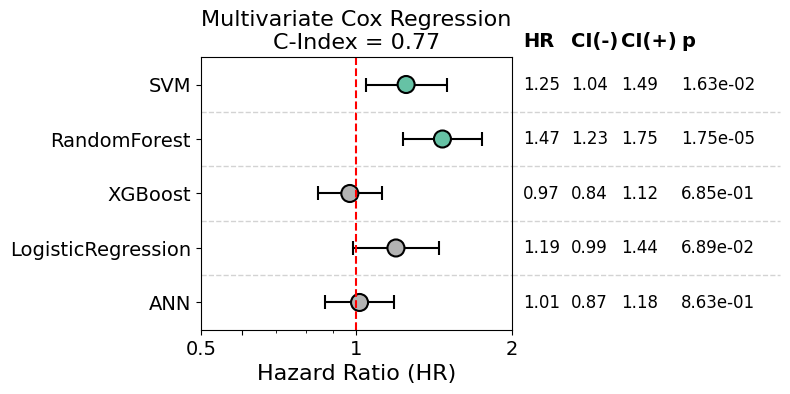 Multivariate Cox Regression
C-Index = 0.77
HR CI(-) CI(+) p
SVM 1.25 1.04 1.49 1.63e-02
RandomForest 1.47 1.23 1.75 1.75e-05
XGBoost 0.97 0.84 1.12 6.85e-01
LogisticRegression 1.19 0.99 1.44 6.89e-02
ANN 1.01 0.87 1.18 8.63e-01
0.5 1 2
Hazard Ratio (HR)